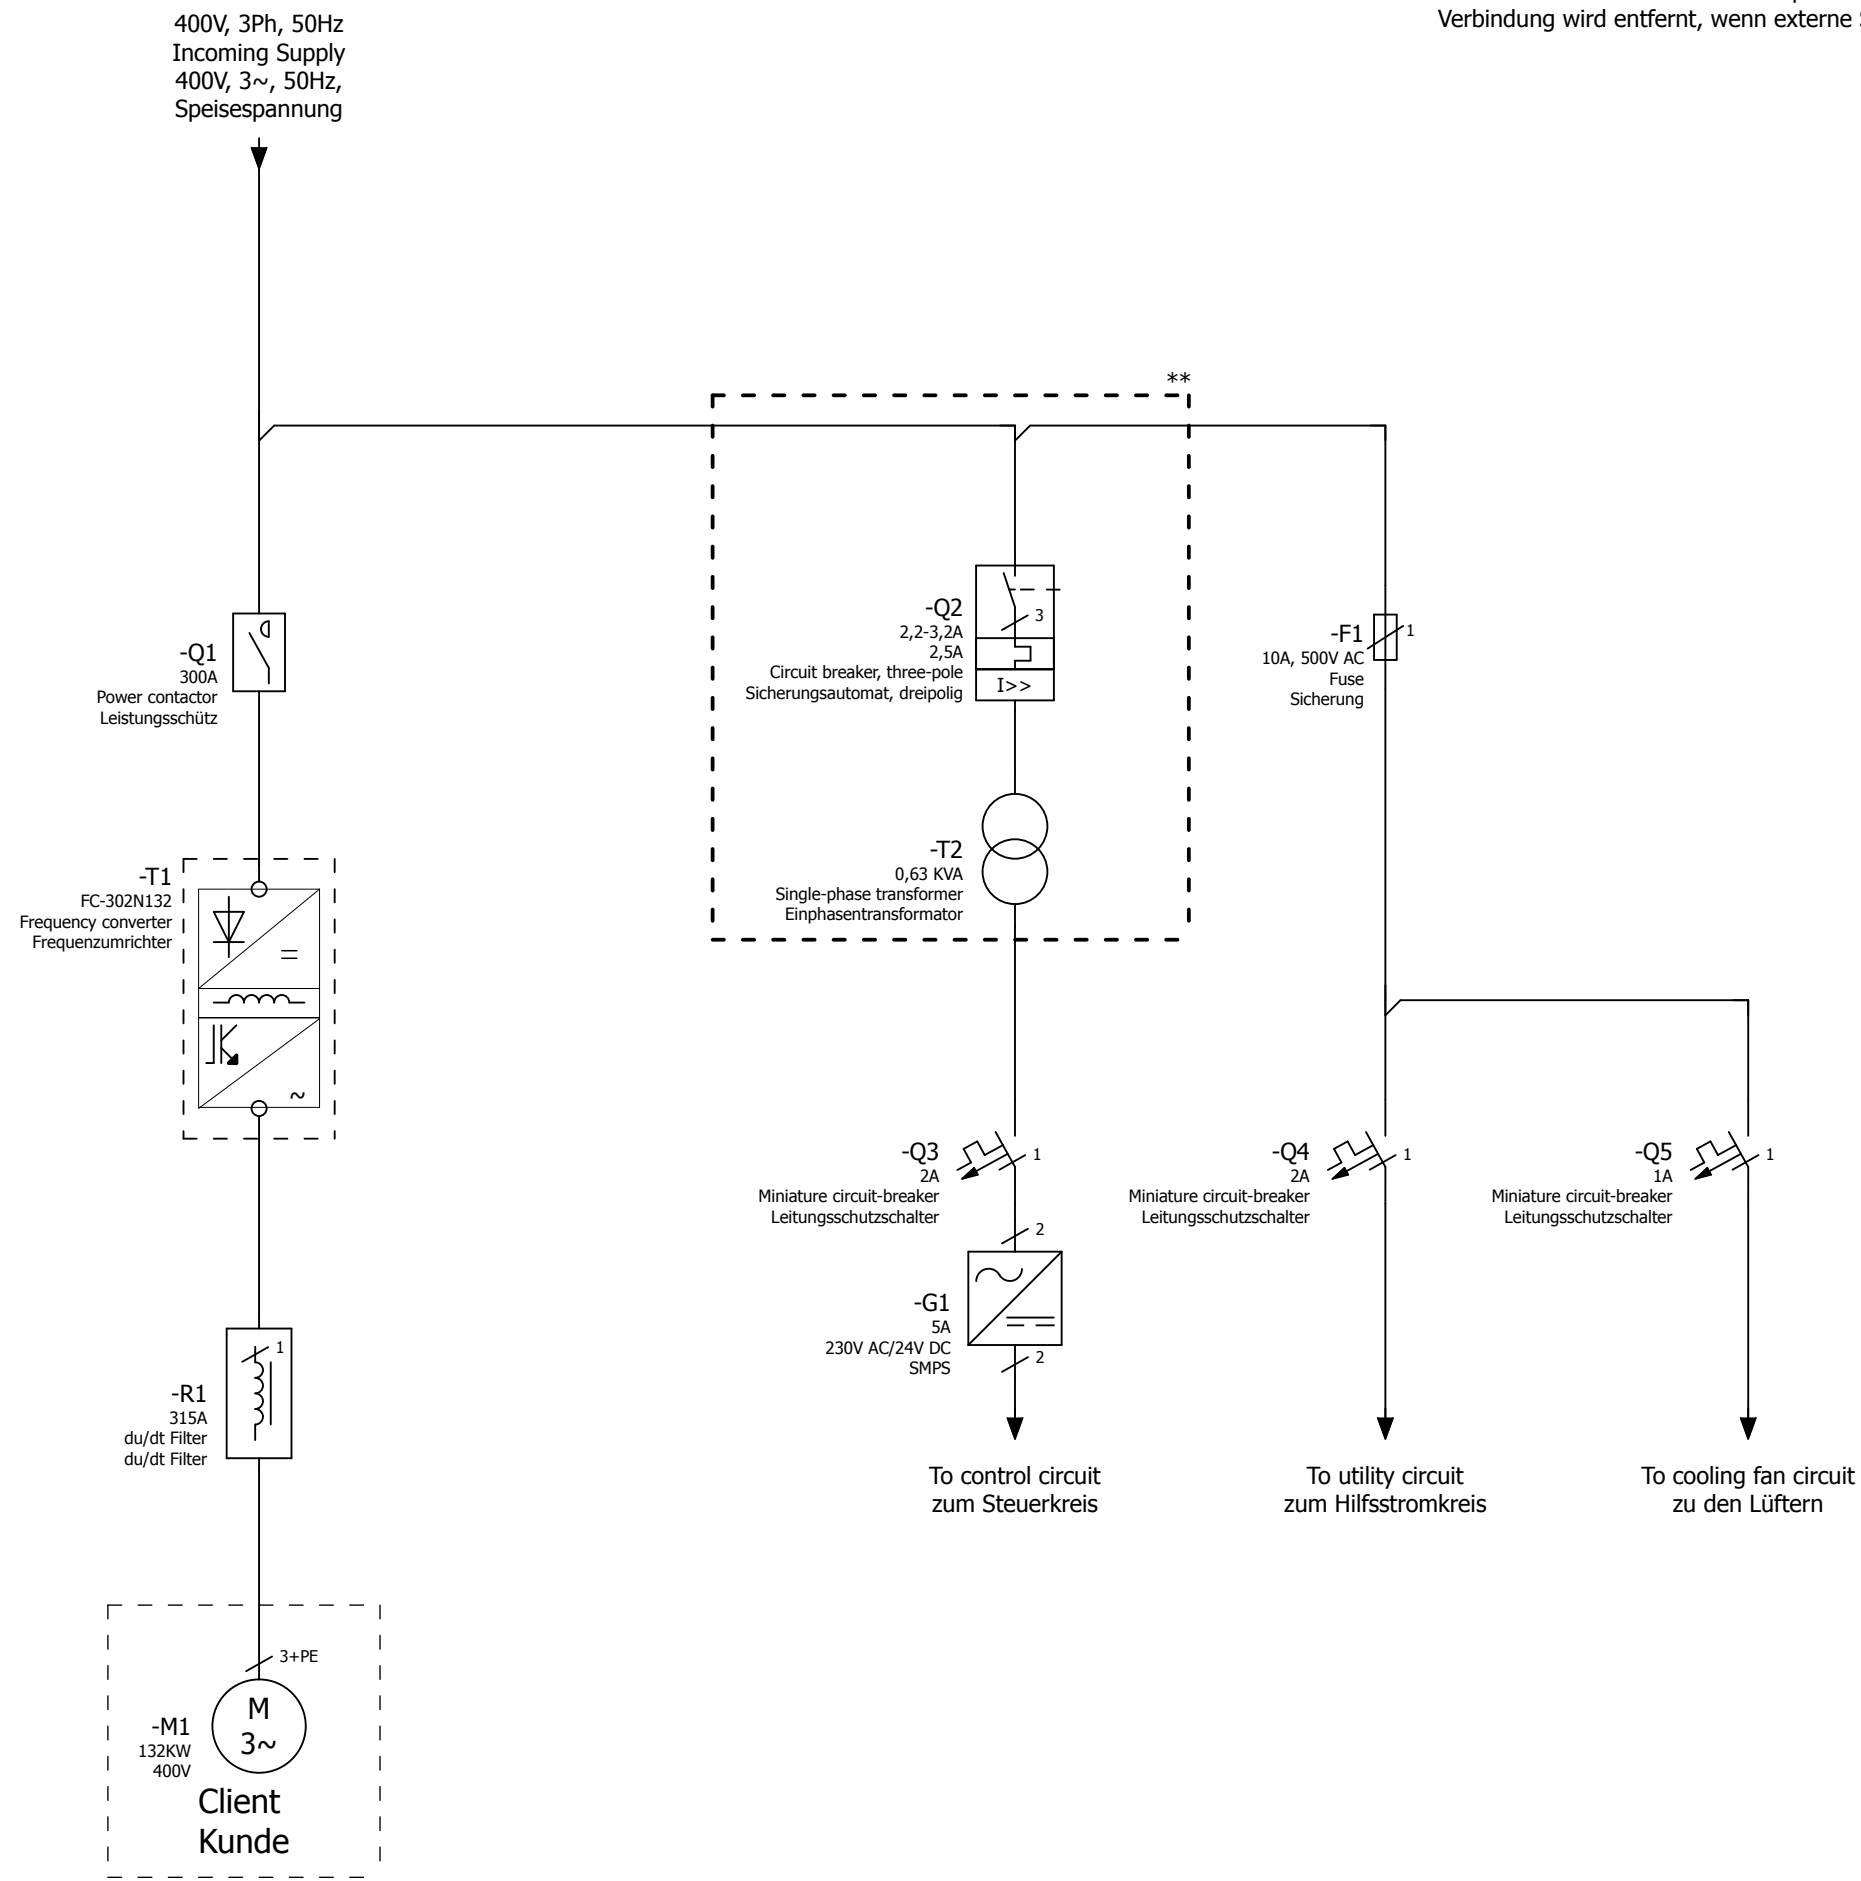 400V, 3Ph, 50Hz
Incoming Supply
400V, 3~, 50Hz,
Speisespannung
Verbindung wird entfernt, wenn externe
**
-Q1
300A
Power contactor
Leistungsschütz
-Q2
2,2-3,2A
2,5A
Circuit breaker, three-pole
Sicherungsautomat, dreipolig
3
I>>
-F1
10A, 500V AC
Fuse
Sicherung
1
-T1
FC-302N132
Frequency converter
Frequenzumrichter
=
~
-T2
0,63 KVA
Single-phase transformer
Einphasentransformator
-Q3
2A
Miniature circuit-breaker
Leitungsschutzschalter
1
2
-Q4
2A
Miniature circuit-breaker
Leitungsschutzschalter
1
-Q5
1A
Miniature circuit-breaker
Leitungsschutzschalter
1
-G1
5A
230V AC/24V DC
SMPS
2
-R1
315A
du/dt Filter
du/dt Filter
1
To control circuit
zum Steuerkreis
To utility circuit
zum Hilfsstromkreis
To cooling fan circuit
zu den Lüftern
3+PE
M
3~
-M1
132KW
400V
Client
Kunde